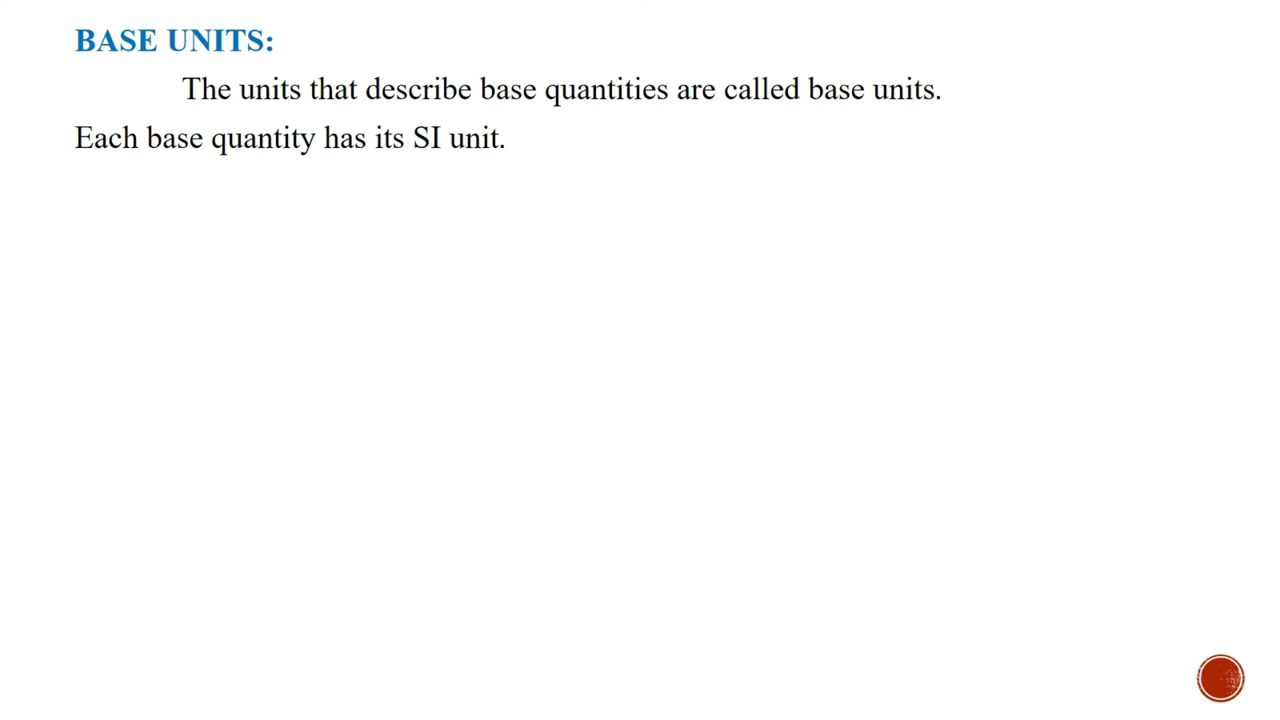 BASE UNITS:
The units that describe base quantities are called base units.
Each base quantity has its SI unit.